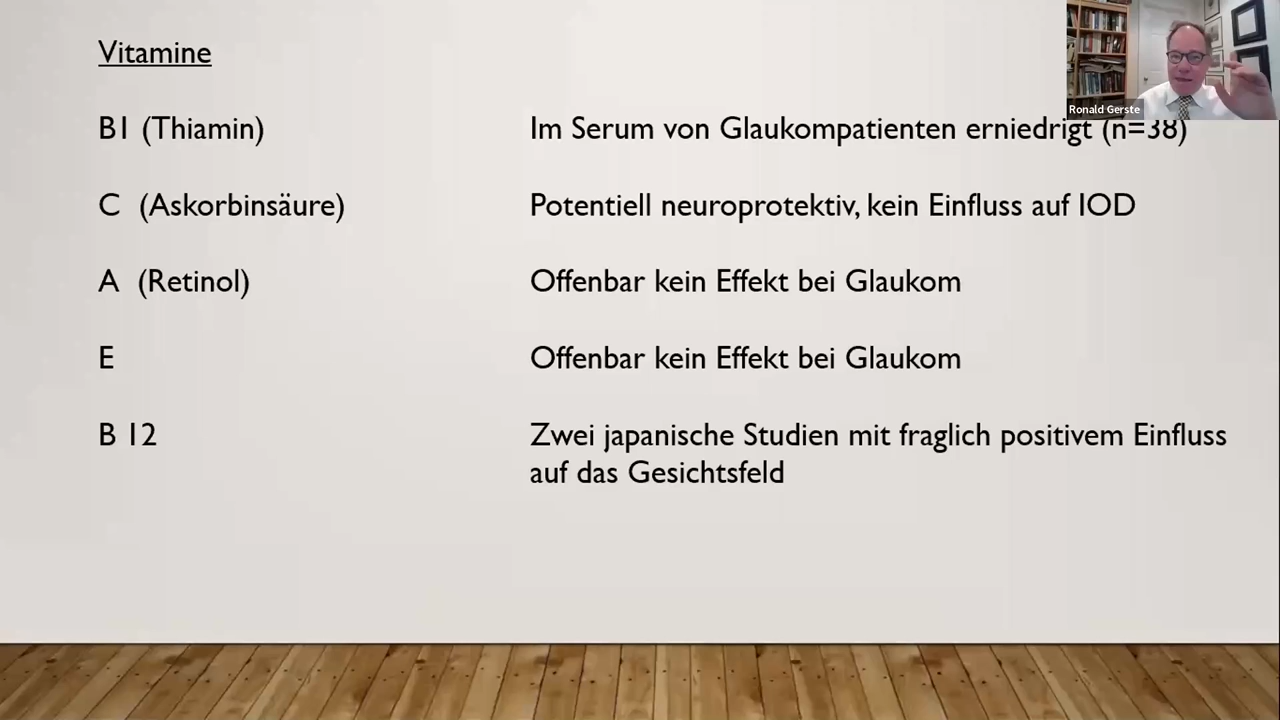 Vitamine
B1 (Thiamin) Im Serum von Glaukompatienten erniedrigt (n=38)
C (Askorbinsäure) Potentiell neuroprotektiv, kein Einfluss auf IOD
A (Retinol) Offenbar kein Effekt bei Glaukom
E Offenbar kein Effekt bei Glaukom
B 12 Zwei japanische Studien mit fraglich positivem Einfluss
auf das Gesichtsfeld
Ronald Gerste